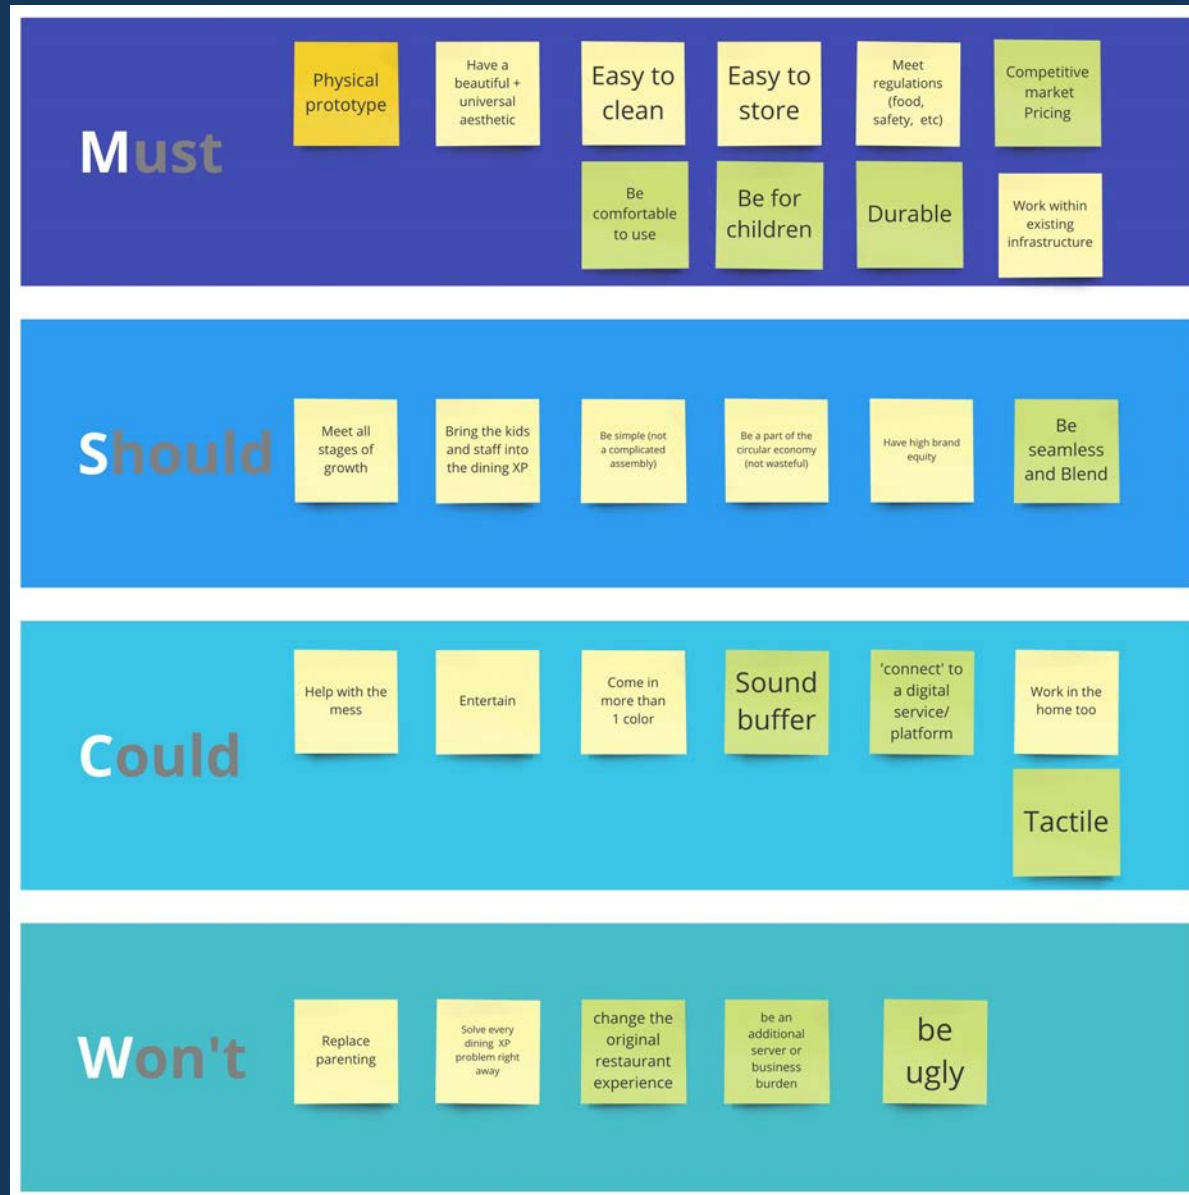 Must
Physical
prototype
Have a
beautiful +
universal
aesthetic
Easy to
clean
Easy to
store
Meet
regulations
(food,
safety, etc)
Competitive
market
Pricing
Be
comfortable
to use
Be for
children
Durable
Work within
existing
infrastructure
Should
Meet all
stages of
growth
Bring the kids
and staff into
the dining XP
Be simple (not
a complicated
assembly)
Be a part of the
circular economy
(not wasteful)
Have high brand
equity
Be
seamless
and Blend
Could
Help with the
mess
Entertain
Come in
more than
1 color
Sound
buffer
'connect' to
a digital
service/
platform
Work in the
home too
Tactile
Won't
Replace
parenting
Solve every
dining XP
problem right
away
change the
original
restaurant
experience
be an
additional
server or
business
burden
be
ugly